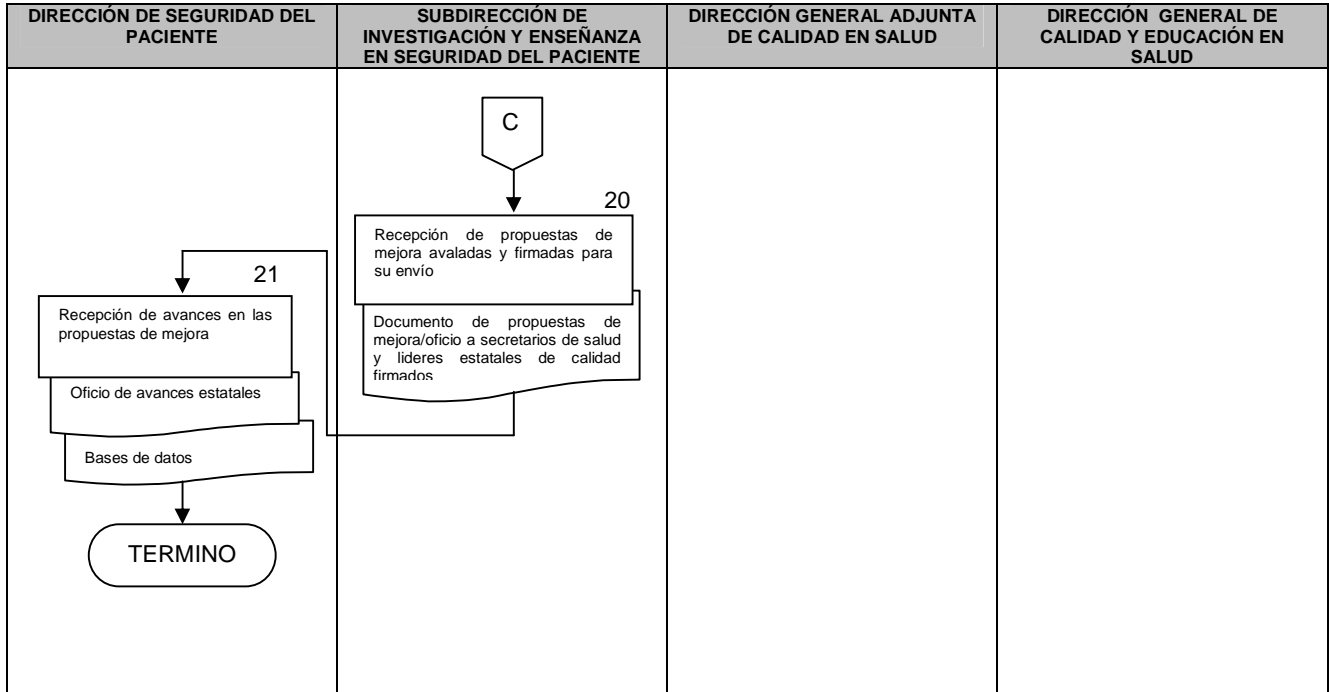 DIRECCIÓN DE SEGURIDAD DEL
PACIENTE
SUBDIRECCIÓN DE
INVESTIGACIÓN Y ENSEÑANZA
EN SEGURIDAD DEL PACIENTE
DIRECCIÓN GENERAL ADJUNTA
DE CALIDAD EN SALUD
DIRECCIÓN GENERAL DE
CALIDAD Y EDUCACIÓN EN
SALUD
C
20
Recepción de propuestas de
mejora avaladas y firmadas para
su envío
Documento de propuestas de
mejora/oficio a secretarios de salud
y lideres estatales de calidad
firmados
21
Recepción de avances en las
propuestas de mejora
Oficio de avances estatales
Bases de datos
TERMINO